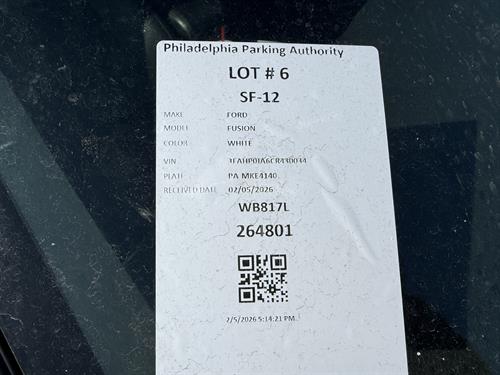 Philadelphia Parking Authority
LOT # 6
SF-12
MAKE FORD
MODEL FUSION
COLOR WHITE
VIN 3FAHP0JA6CR430034
PLATE PA MKE4140
RECEIVED DATE 02/05/2026
WB817L
264801
2/5/2026 5:14:21 PM